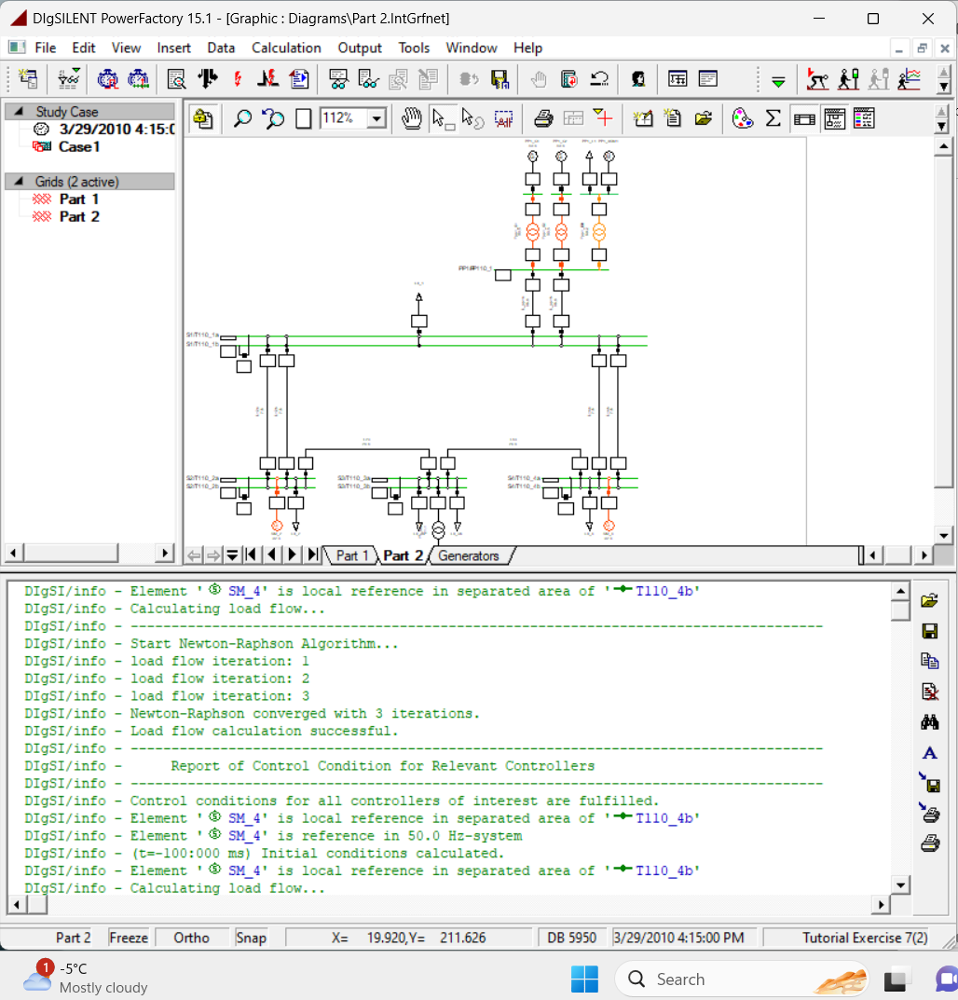 DIgSILENT PowerFactory 15.1 - [Graphic : Diagrams\Part 2.IntGrfnet]
File Edit View Insert Data Calculation Output Tools Window Help
Study Case
3/29/2010 4:15:0
Case1
Grids (2 active)
Part 1
Part 2
112%
PP1/PP110_1
S1/T110_1a
S1/T110_1b
S2/T110_2a
S2/T110_2b
S3/T110_3a
S3/T110_3b
S4/T110_4a
S4/T110_4b
Part 1 Part 2 Generators
DIgSI/info - Element 'SM_4' is local reference in separated area of 'T110_4b'
DIgSI/info - Calculating load flow...
DIgSI/info - --------------------------------------------------------------------------------
DIgSI/info - Start Newton-Raphson Algorithm...
DIgSI/info - load flow iteration: 1
DIgSI/info - load flow iteration: 2
DIgSI/info - load flow iteration: 3
DIgSI/info - Newton-Raphson converged with 3 iterations.
DIgSI/info - Load flow calculation successful.
DIgSI/info - --------------------------------------------------------------------------------
DIgSI/info - Report of Control Condition for Relevant Controllers
DIgSI/info - --------------------------------------------------------------------------------
DIgSI/info - Control conditions for all controllers of interest are fulfilled.
DIgSI/info - Element 'SM_4' is local reference in separated area of 'T110_4b'
DIgSI/info - Element 'SM_4' is reference in 50.0 Hz-system
DIgSI/info - (t=-100:000 ms) Initial conditions calculated.
DIgSI/info - Element 'SM_4' is local reference in separated area of 'T110_4b'
DIgSI/info - Calculating load flow...
Part 2 Freeze Ortho Snap X= 19.920,Y= 211.626 DB 5950 3/29/2010 4:15:00 PM Tutorial Exercise 7(2)
1
-5°C
Mostly cloudy
Search